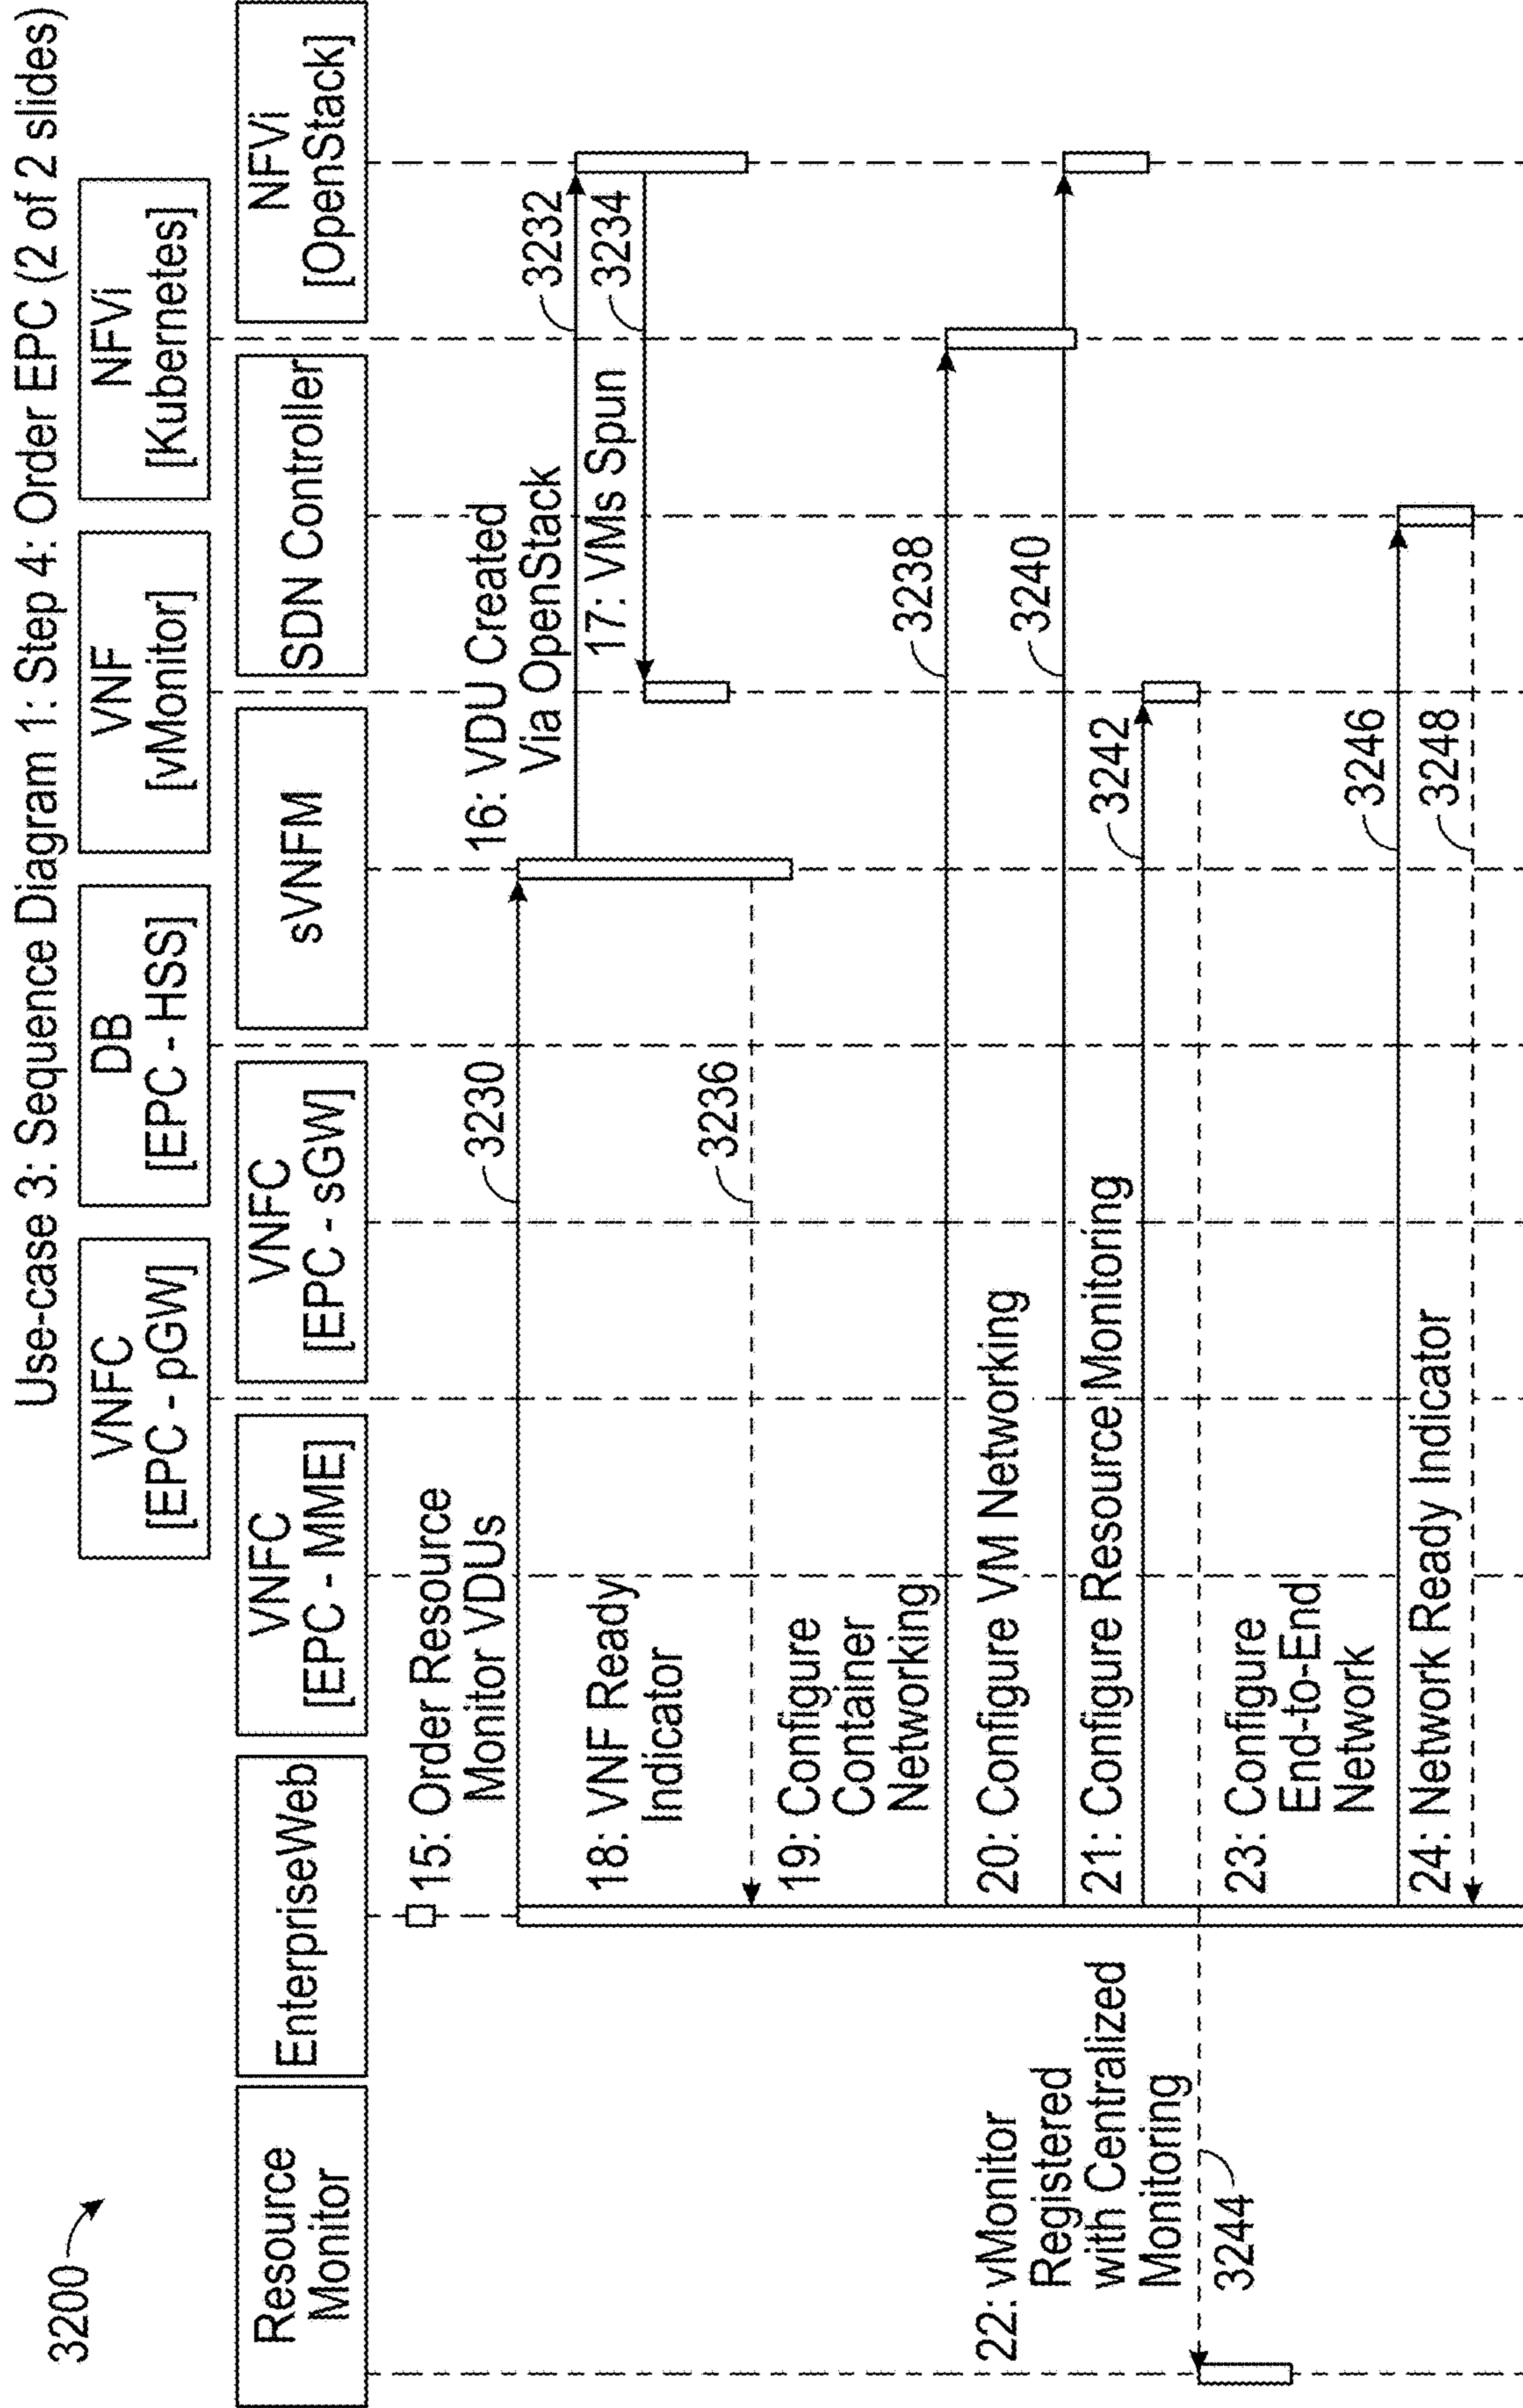 Use-case 3: Sequence Diagram 1: Step 4: Order EPC (2 of 2 slides)
3200
VNFC
[EPC - pGW]
DB
[EPC - HSS]
VNF
[vMonitor]
NFVi
[Kubernetes]
Resource
Monitor
EnterpriseWeb
VNFC
[EPC - MME]
VNFC
[EPC - sGW]
sVNFM
SDN Controller
NFVi
[OpenStack]
15: Order Resource
Monitor VDUs
3230
16: VDU Created
Via OpenStack
3232
17: VMs Spun
3234
18: VNF Ready
Indicator
3236
19: Configure
Container
Networking
3238
20: Configure VM Networking
3240
21: Configure Resource Monitoring
3242
22: vMonitor
Registered
with Centralized
Monitoring
3244
23: Configure
End-to-End
Network
3246
24: Network Ready Indicator
3248